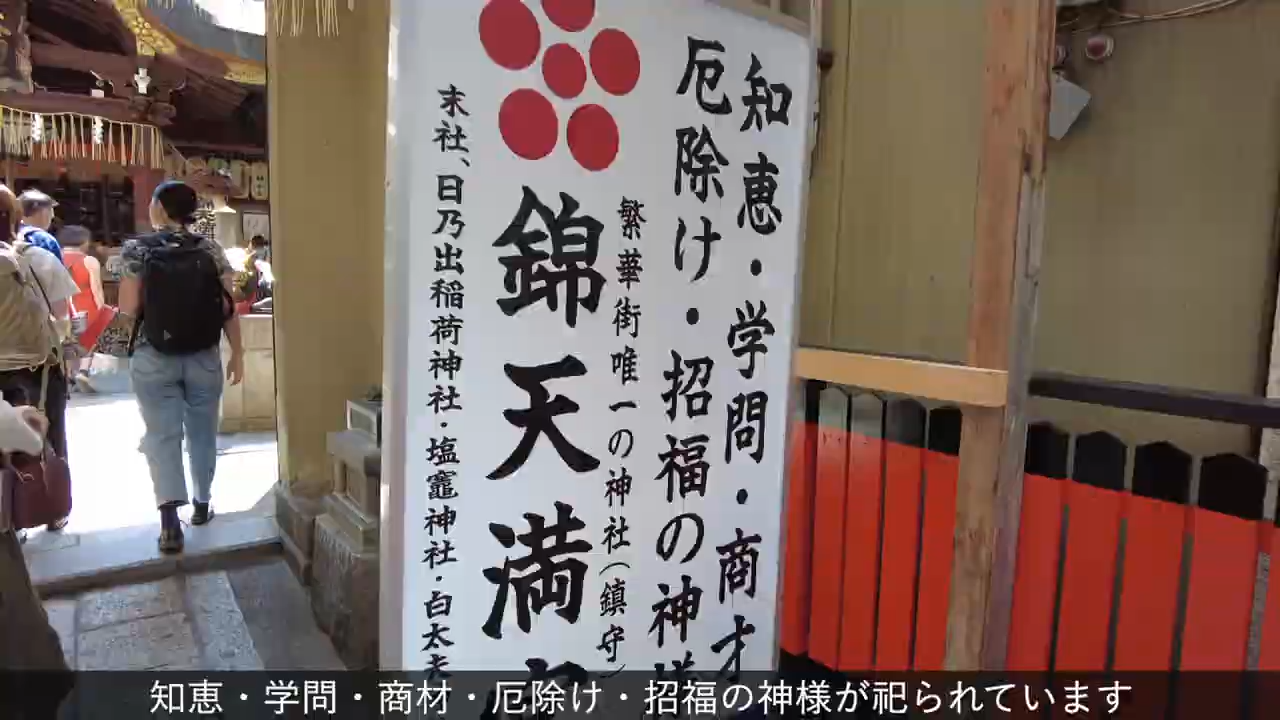 知恵・学問・商才
厄除け・招福の神様
繁華街唯一の神社（鎮守）
錦天満宮
末社、日乃出稲荷神社・塩竈神社・白太夫
知恵・学問・商材・厄除け・招福の神様が祀られています